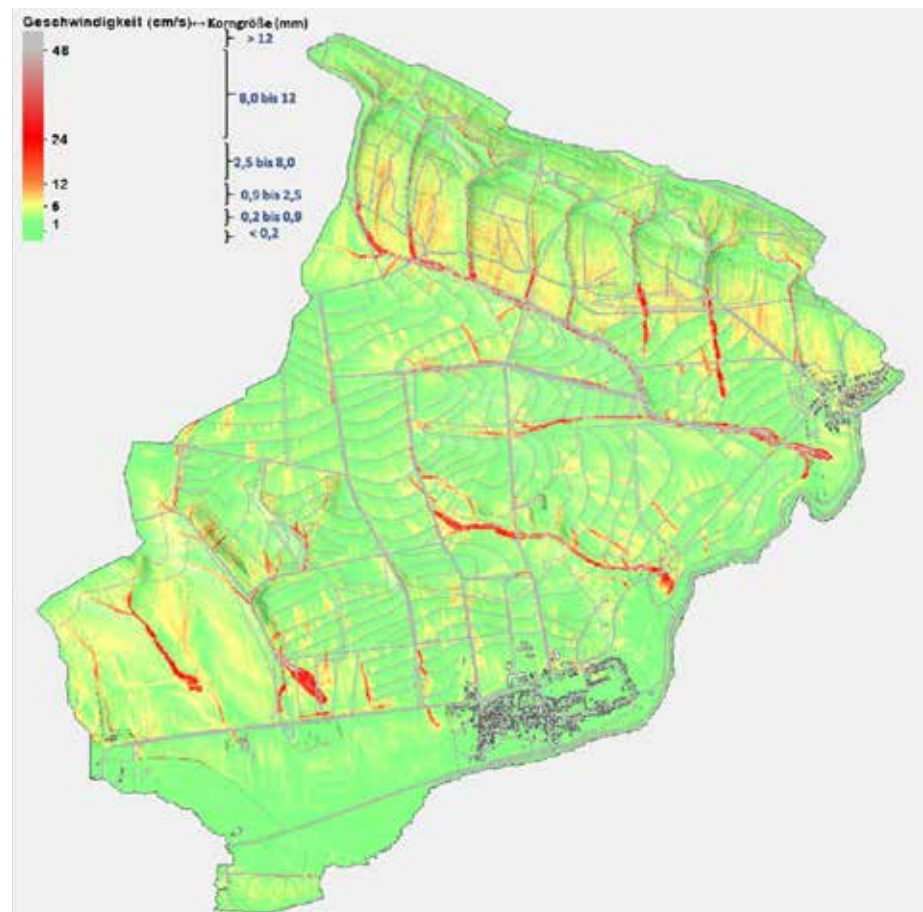 Geschwindigkeit (cm/s)↔ Korngröße (mm)
> 12
48
8,0 bis 12
24
2,5 bis 8,0
12
0,9 bis 2,5
6
0,2 bis 0,9
1
< 0,2